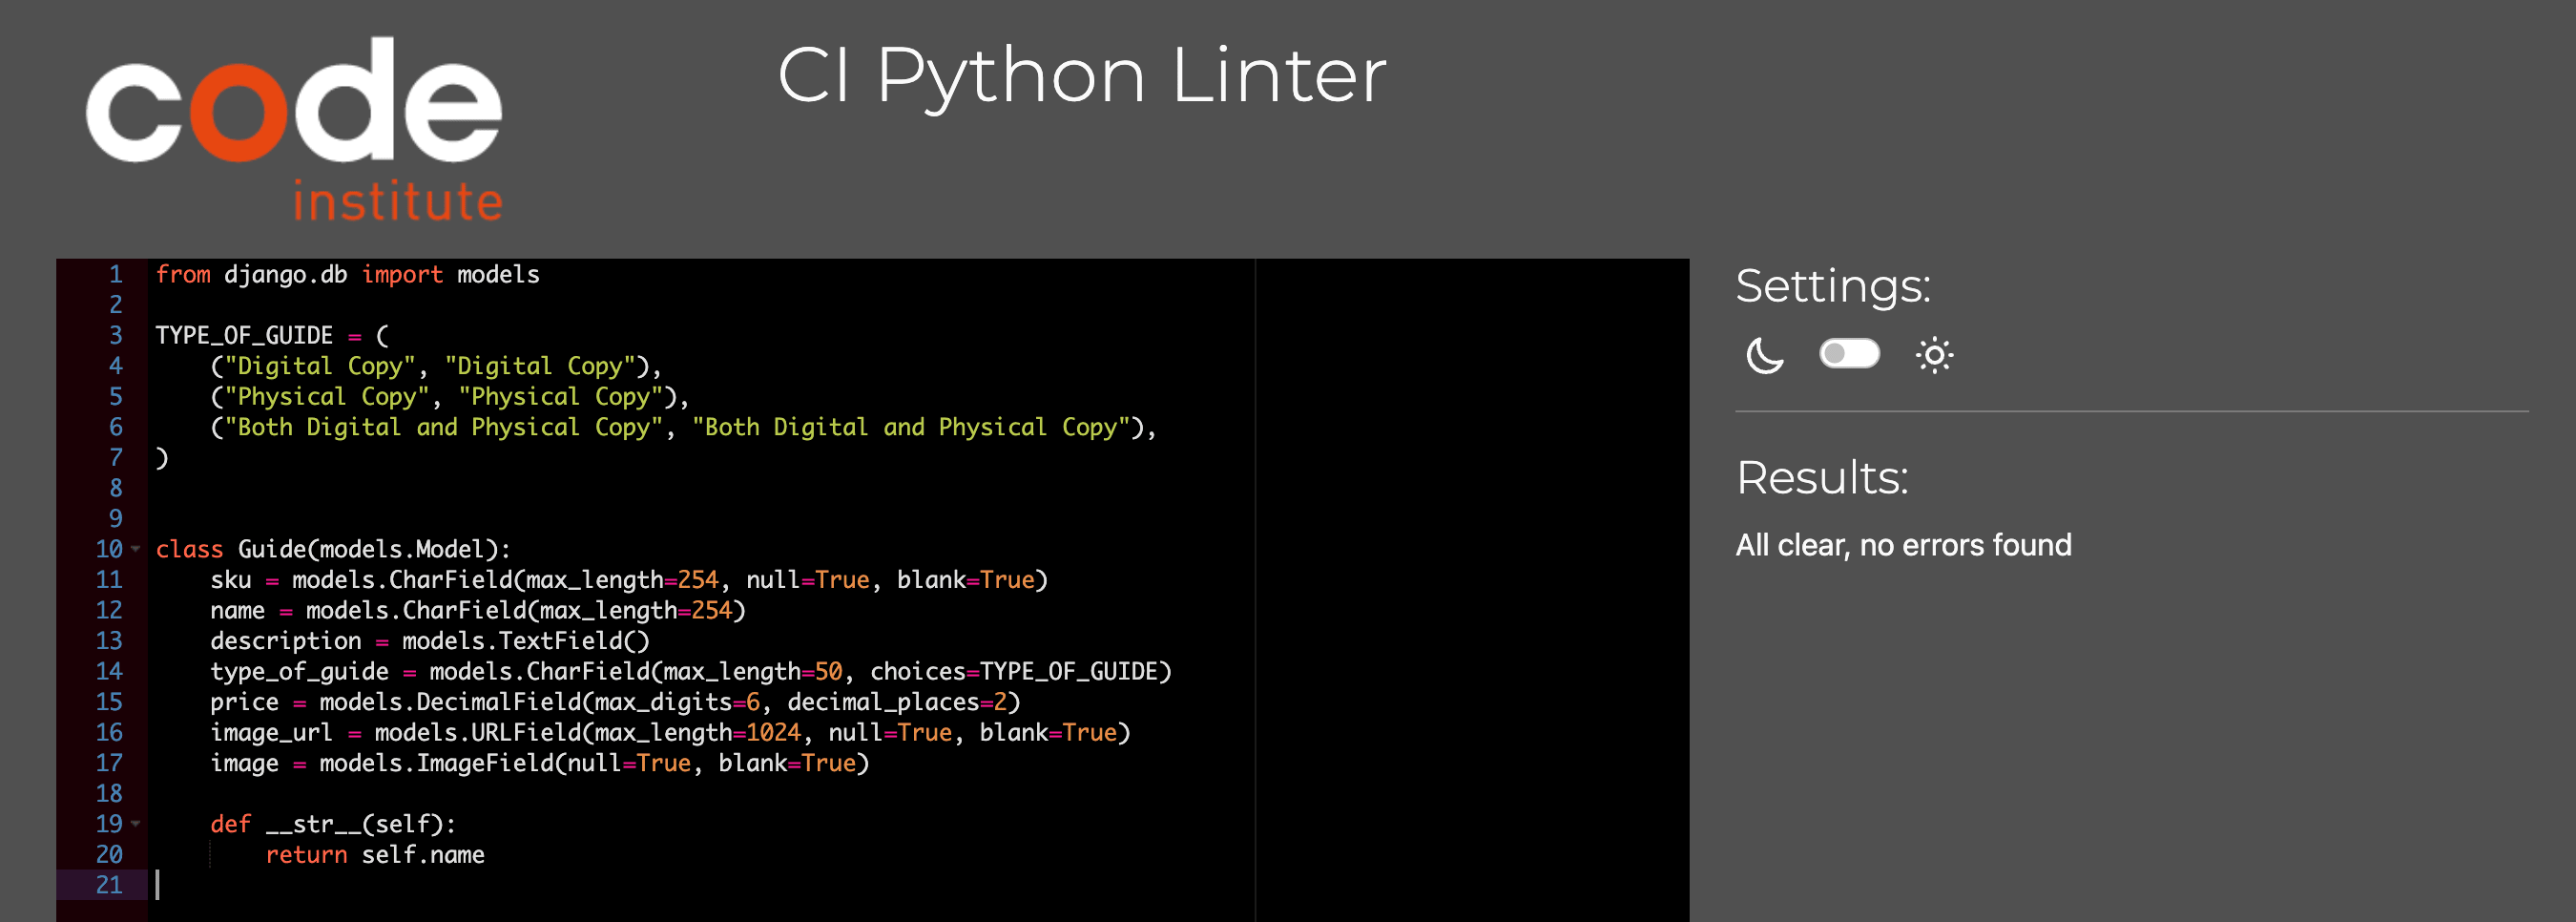 code
institute
CI Python Linter
1 from django.db import models
2
3 TYPE_OF_GUIDE = (
4     ("Digital Copy", "Digital Copy"),
5     ("Physical Copy", "Physical Copy"),
6     ("Both Digital and Physical Copy", "Both Digital and Physical Copy"),
7 )
8
9
10 class Guide(models.Model):
11     sku = models.CharField(max_length=254, null=True, blank=True)
12     name = models.CharField(max_length=254)
13     description = models.TextField()
14     type_of_guide = models.CharField(max_length=50, choices=TYPE_OF_GUIDE)
15     price = models.DecimalField(max_digits=6, decimal_places=2)
16     image_url = models.URLField(max_length=1024, null=True, blank=True)
17     image = models.ImageField(null=True, blank=True)
18
19     def __str__(self):
20         return self.name
21
Settings:
Results:
All clear, no errors found